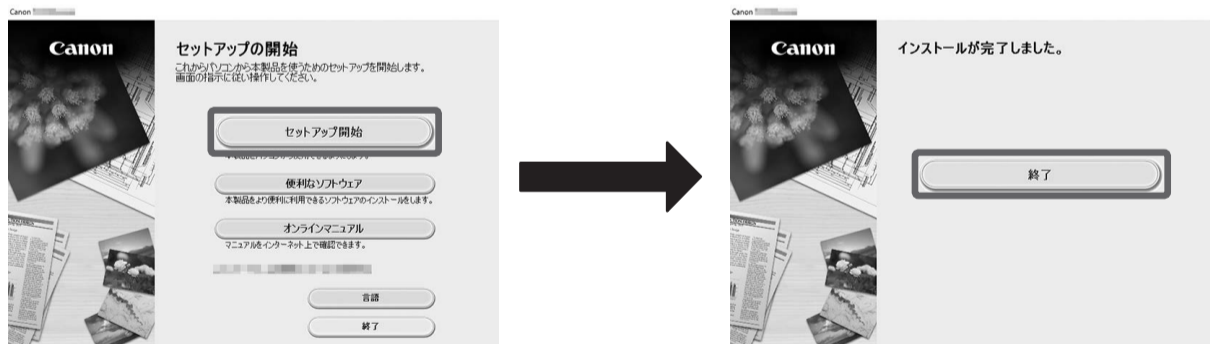 Canon
Canon
セットアップの開始
これからパソコンから本製品を使うためのセットアップを開始します。
画面の指示に従い操作してください。
セットアップ開始
便利なソフトウェア
本製品をより便利に利用できるソフトウェアのインストールをします。
オンラインマニュアル
マニュアルをインターネット上で確認できます。
言語
終了
Canon
Canon
インストールが完了しました。
終了